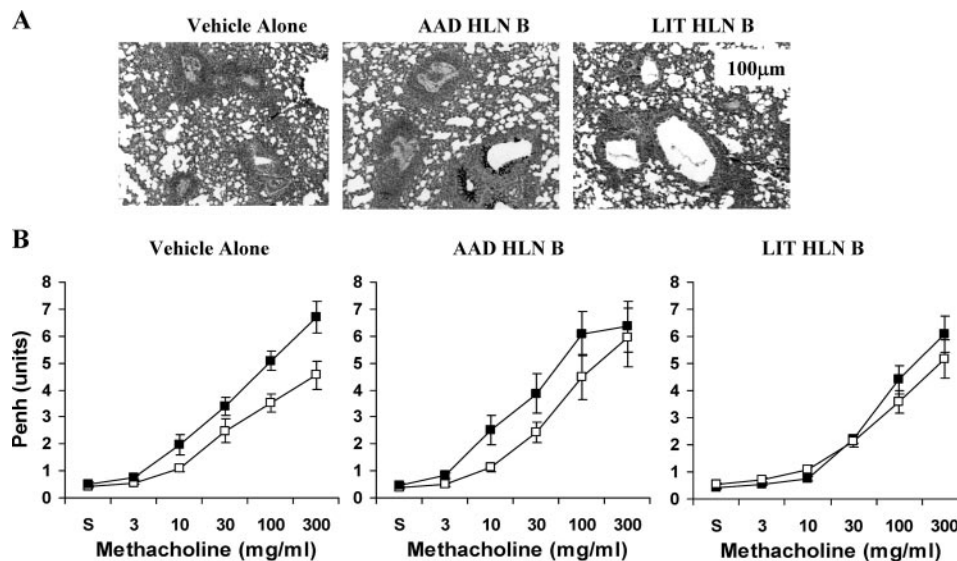 A
Vehicle Alone AAD HLN B LIT HLN B
100μm
B
Vehicle Alone AAD HLN B LIT HLN B
8 8 8
7 7 7
6 6 6
5 5 5
4 4 4
3 3 3
2 2 2
1 1 1
0 0 0
Penh (units)
S 3 10 30 100 300 S 3 10 30 100 300 S 3 10 30 100 300
Methacholine (mg/ml) Methacholine (mg/ml) Methacholine (mg/ml)